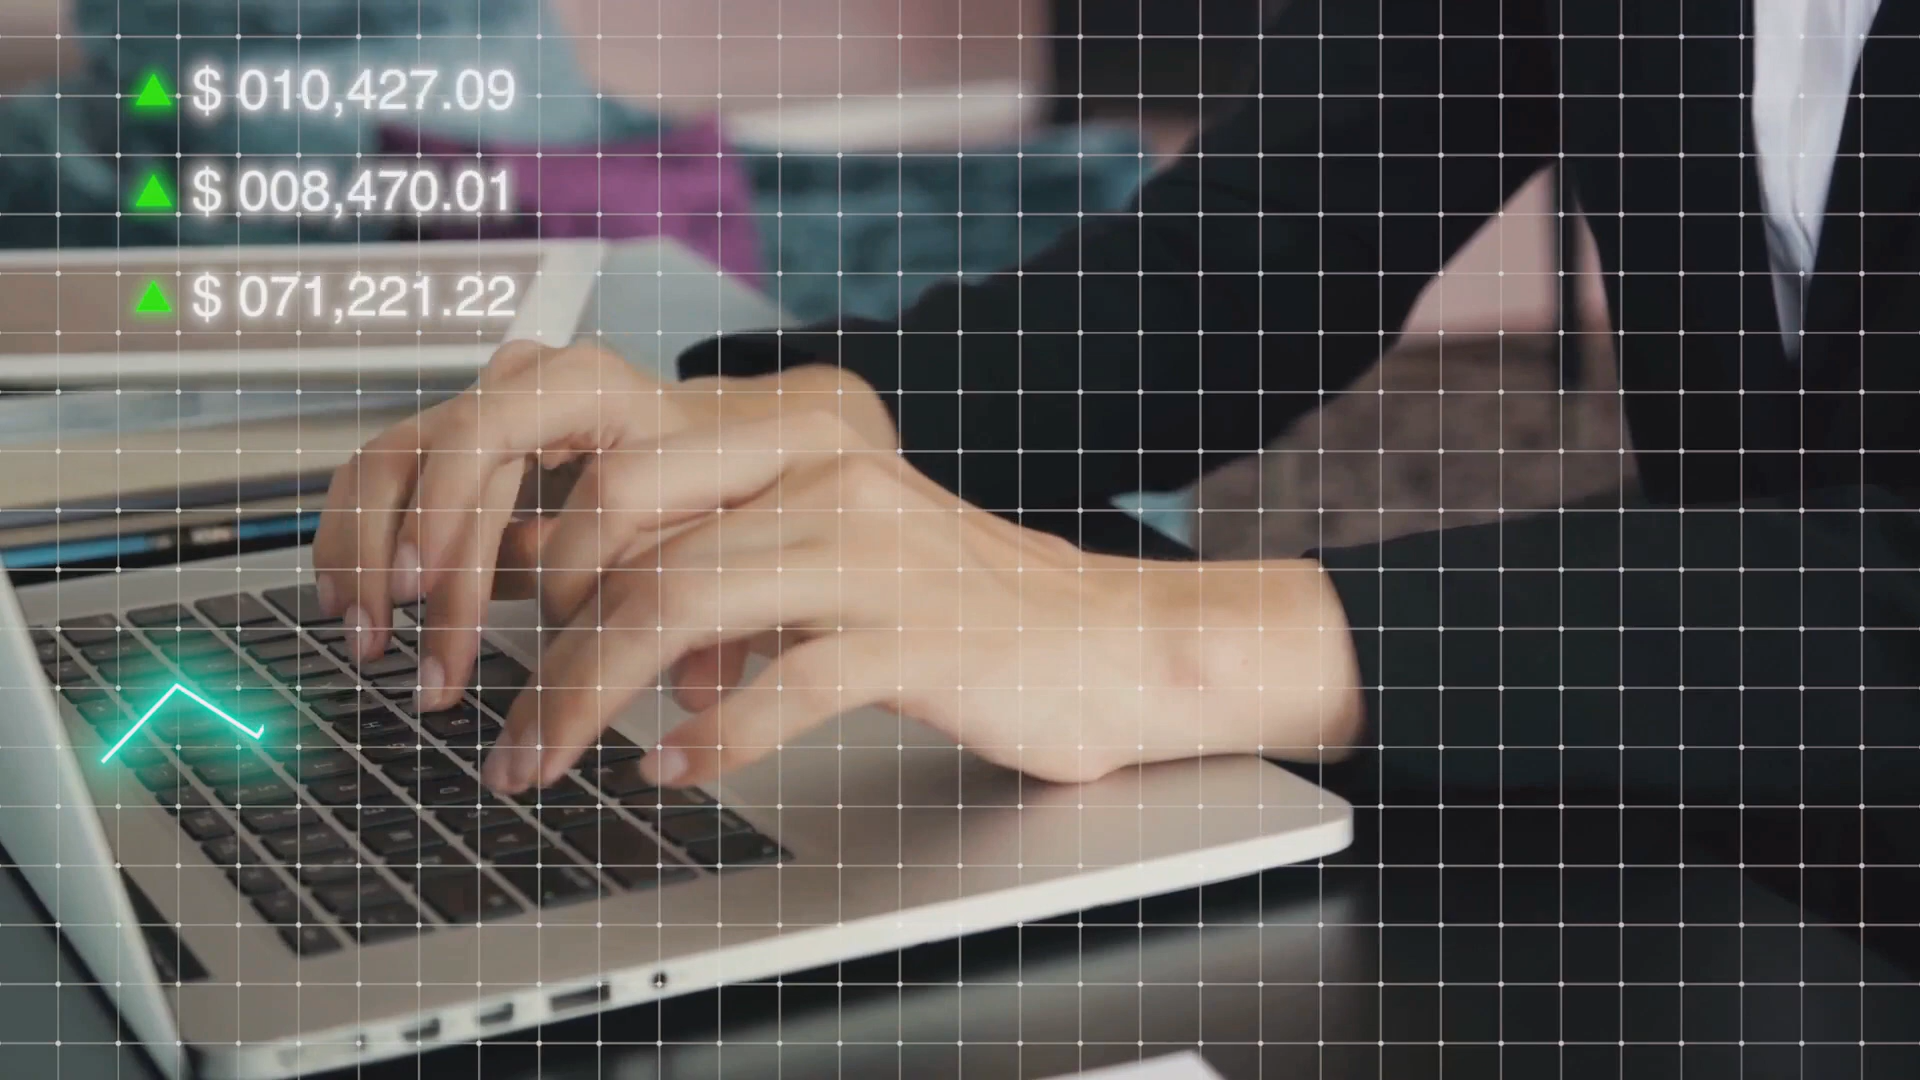 ▲ $ 010,427.09
▲ $ 008,470.01
▲ $ 071,221.22